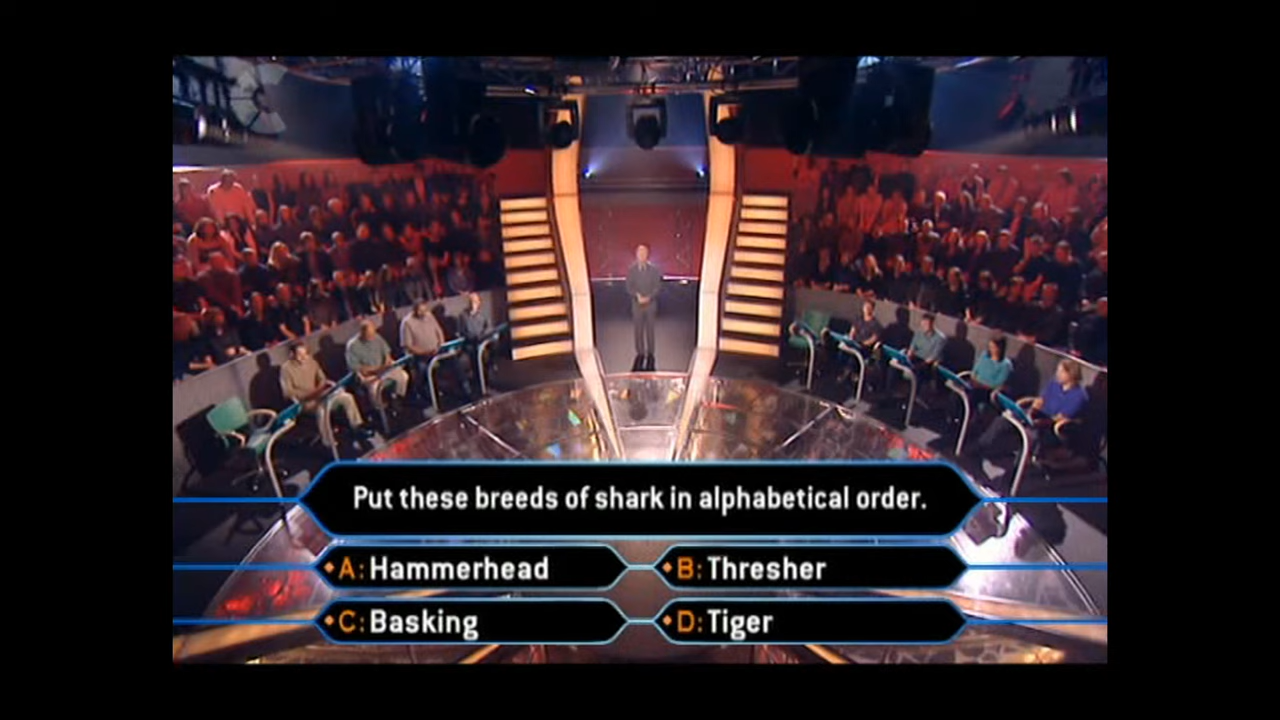 Put these breeds of shark in alphabetical order.
A: Hammerhead
B: Thresher
C: Basking
D: Tiger